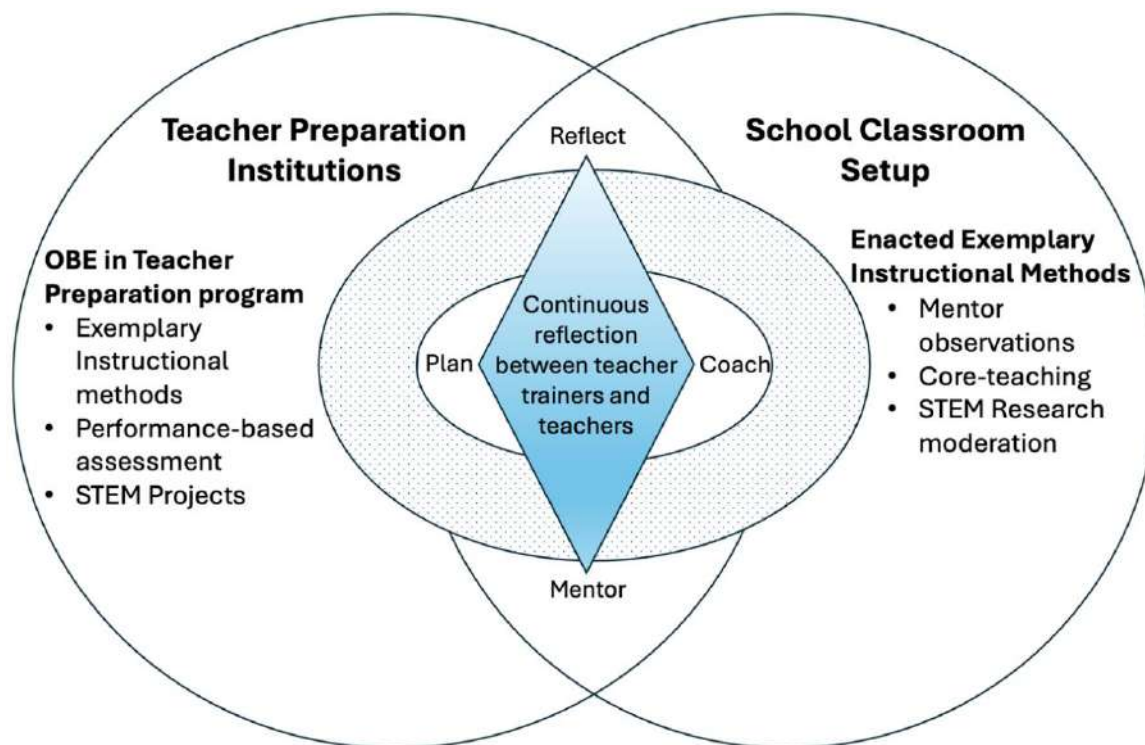 Teacher Preparation
Institutions
OBE in Teacher
Preparation program
• Exemplary
Instructional
methods
• Performance-based
assessment
• STEM Projects
Reflect
Plan
Continuous
reflection
between teacher
trainers and
teachers
Coach
Mentor
School Classroom
Setup
Enacted Exemplary
Instructional Methods
• Mentor
observations
• Core-teaching
• STEM Research
moderation